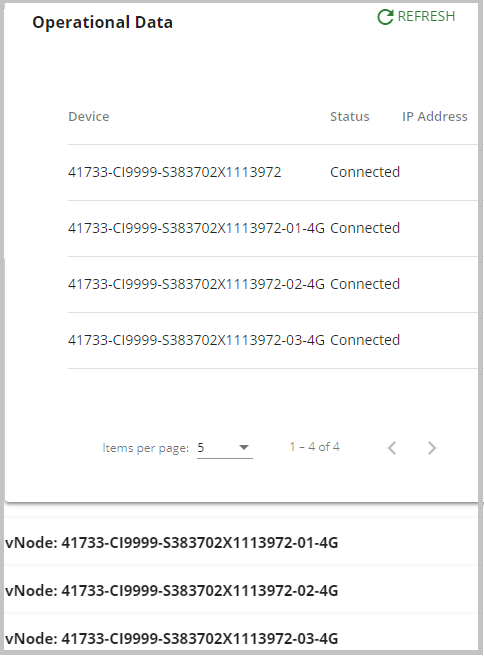 Operational Data
REFRESH
Device Status IP Address
41733-CI9999-S383702X1113972 Connected
41733-CI9999-S383702X1113972-01-4G Connected
41733-CI9999-S383702X1113972-02-4G Connected
41733-CI9999-S383702X1113972-03-4G Connected
Items per page: 5 1 – 4 of 4
vNode: 41733-CI9999-S383702X1113972-01-4G
vNode: 41733-CI9999-S383702X1113972-02-4G
vNode: 41733-CI9999-S383702X1113972-03-4G